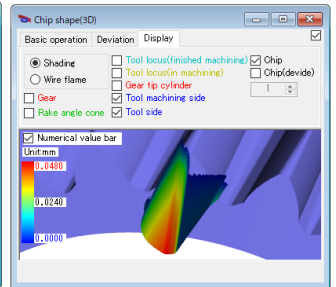 Chip shape(3D)
Basic operation Deviation Display
Shading
Wire flame
Gear
Rake angle cone
Tool locus(finished machining)
Tool locus(in machining)
Gear tip cylinder
Tool machining side
Tool side
Chip
Chip(devide)
1
Numerical value bar
Unit:mm
0.0480
0.0240
0.0000